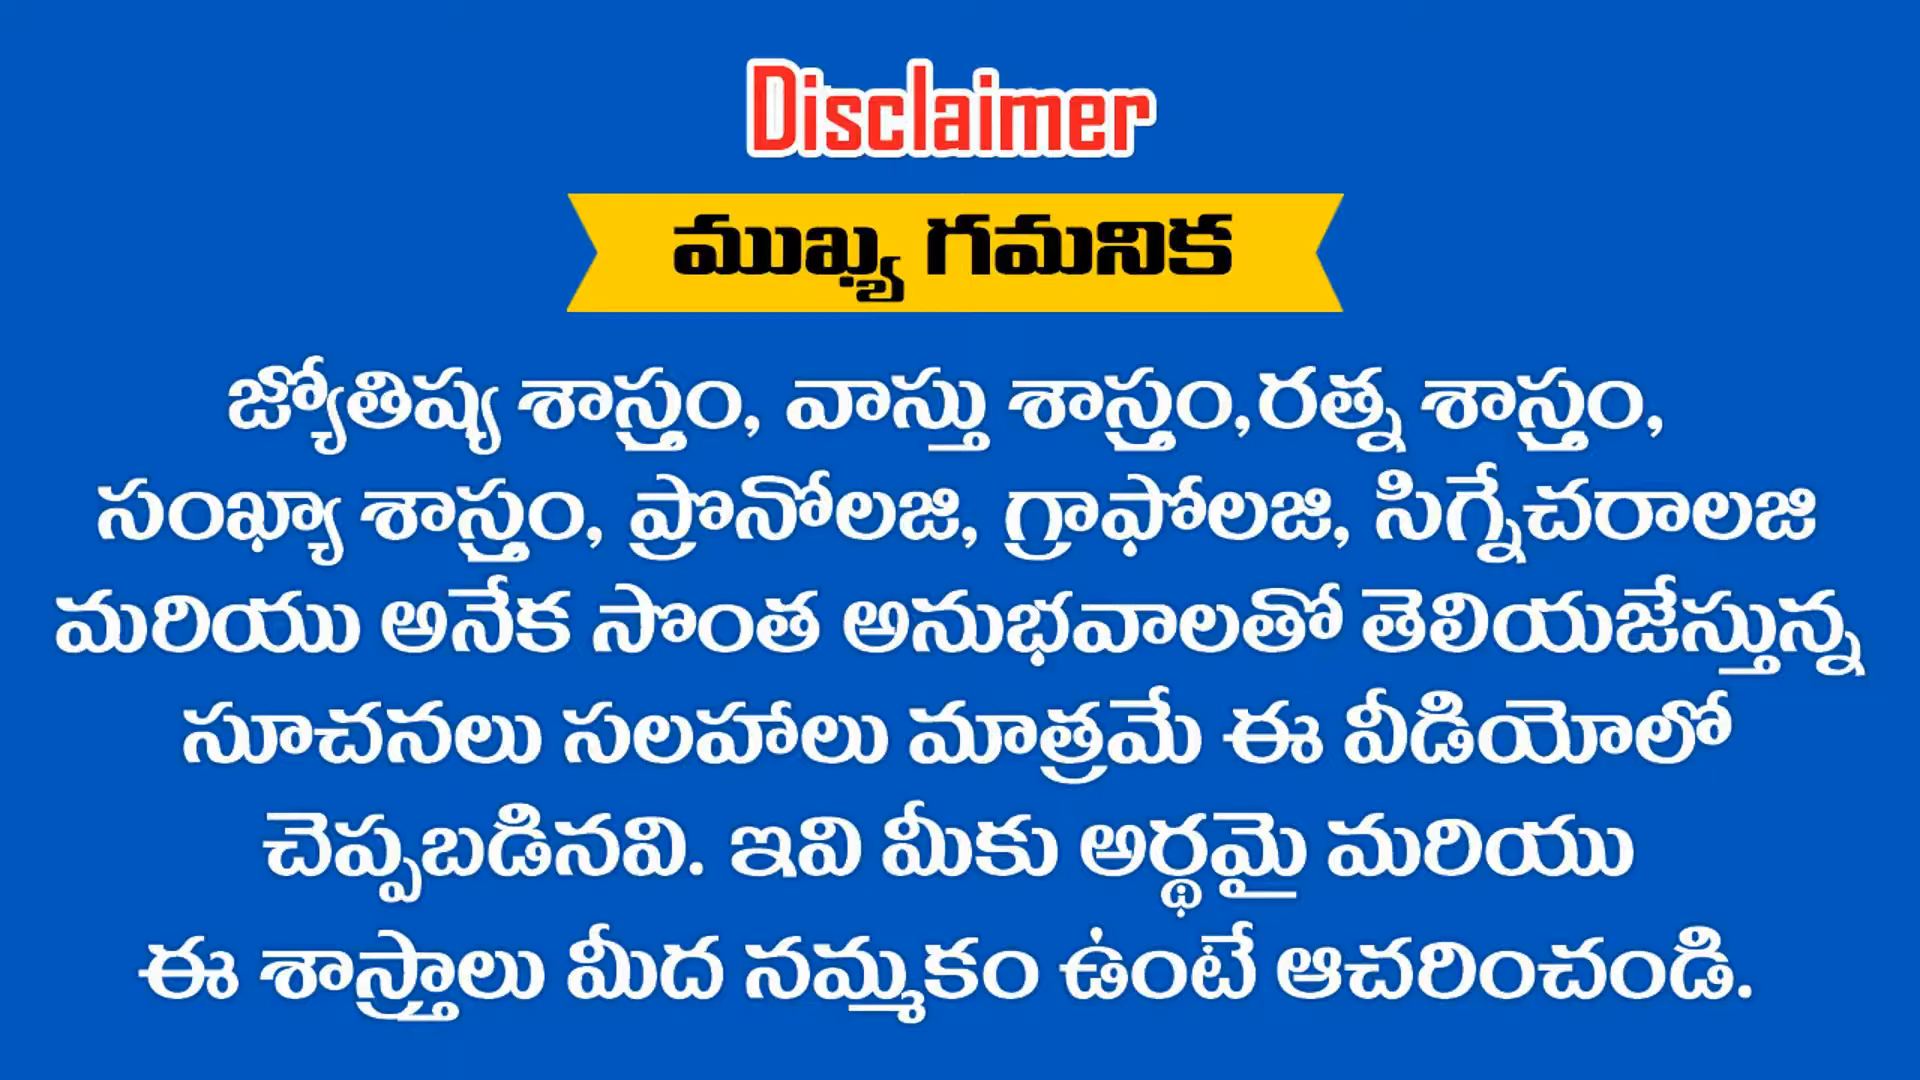 Disclaimer
ముఖ్య గమనిక
జ్యోతిష్య శాస్త్రం, వాస్తు శాస్త్రం,రత్న శాస్త్రం,
సంఖ్యా శాస్త్రం, ప్రొనోలజి, గ్రాఫోలజి, సిగ్నేచరాలజి
మరియు అనేక సొంత అనుభవాలతో తెలియజేస్తున్న
సూచనలు సలహాలు మాత్రమే ఈ వీడియోలో
చెప్పబడినవి. ఇవి మీకు అర్థమై మరియు
ఈ శాస్త్రాలు మీద నమ్మకం ఉంటే ఆచరించండి.